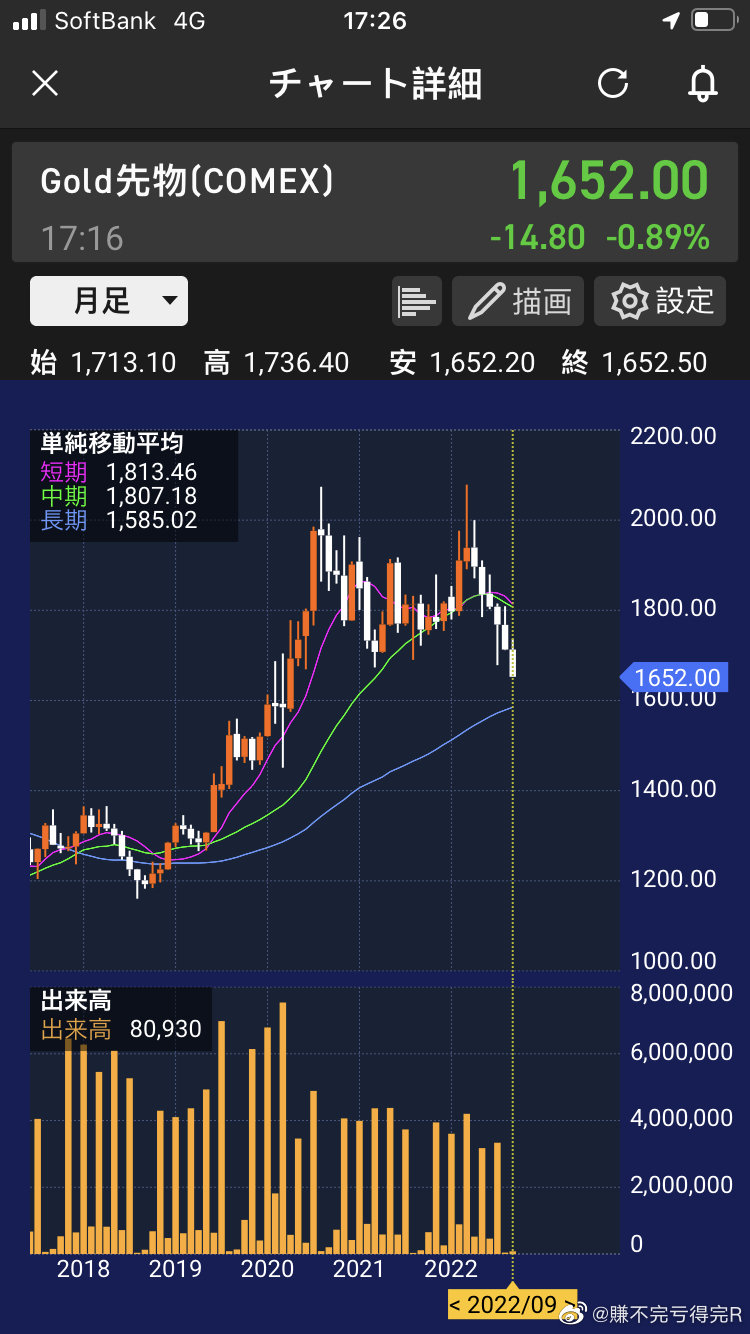 SoftBank 4G 17:26
チャート詳細
Gold先物(COMEX) 1,652.00
17:16 -14.80 -0.89%
月足 描画 設定
始 1,713.10 高 1,736.40 安 1,652.20 終 1,652.50
単純移動平均
短期 1,813.46
中期 1,807.18
長期 1,585.02
2200.00
2000.00
1800.00
1652.00
1600.00
1400.00
1200.00
1000.00
出来高
出来高 80,930
8,000,000
6,000,000
4,000,000
2,000,000
0
2018 2019 2020 2021 2022
< 2022/09 >
@賺不完亏得完R